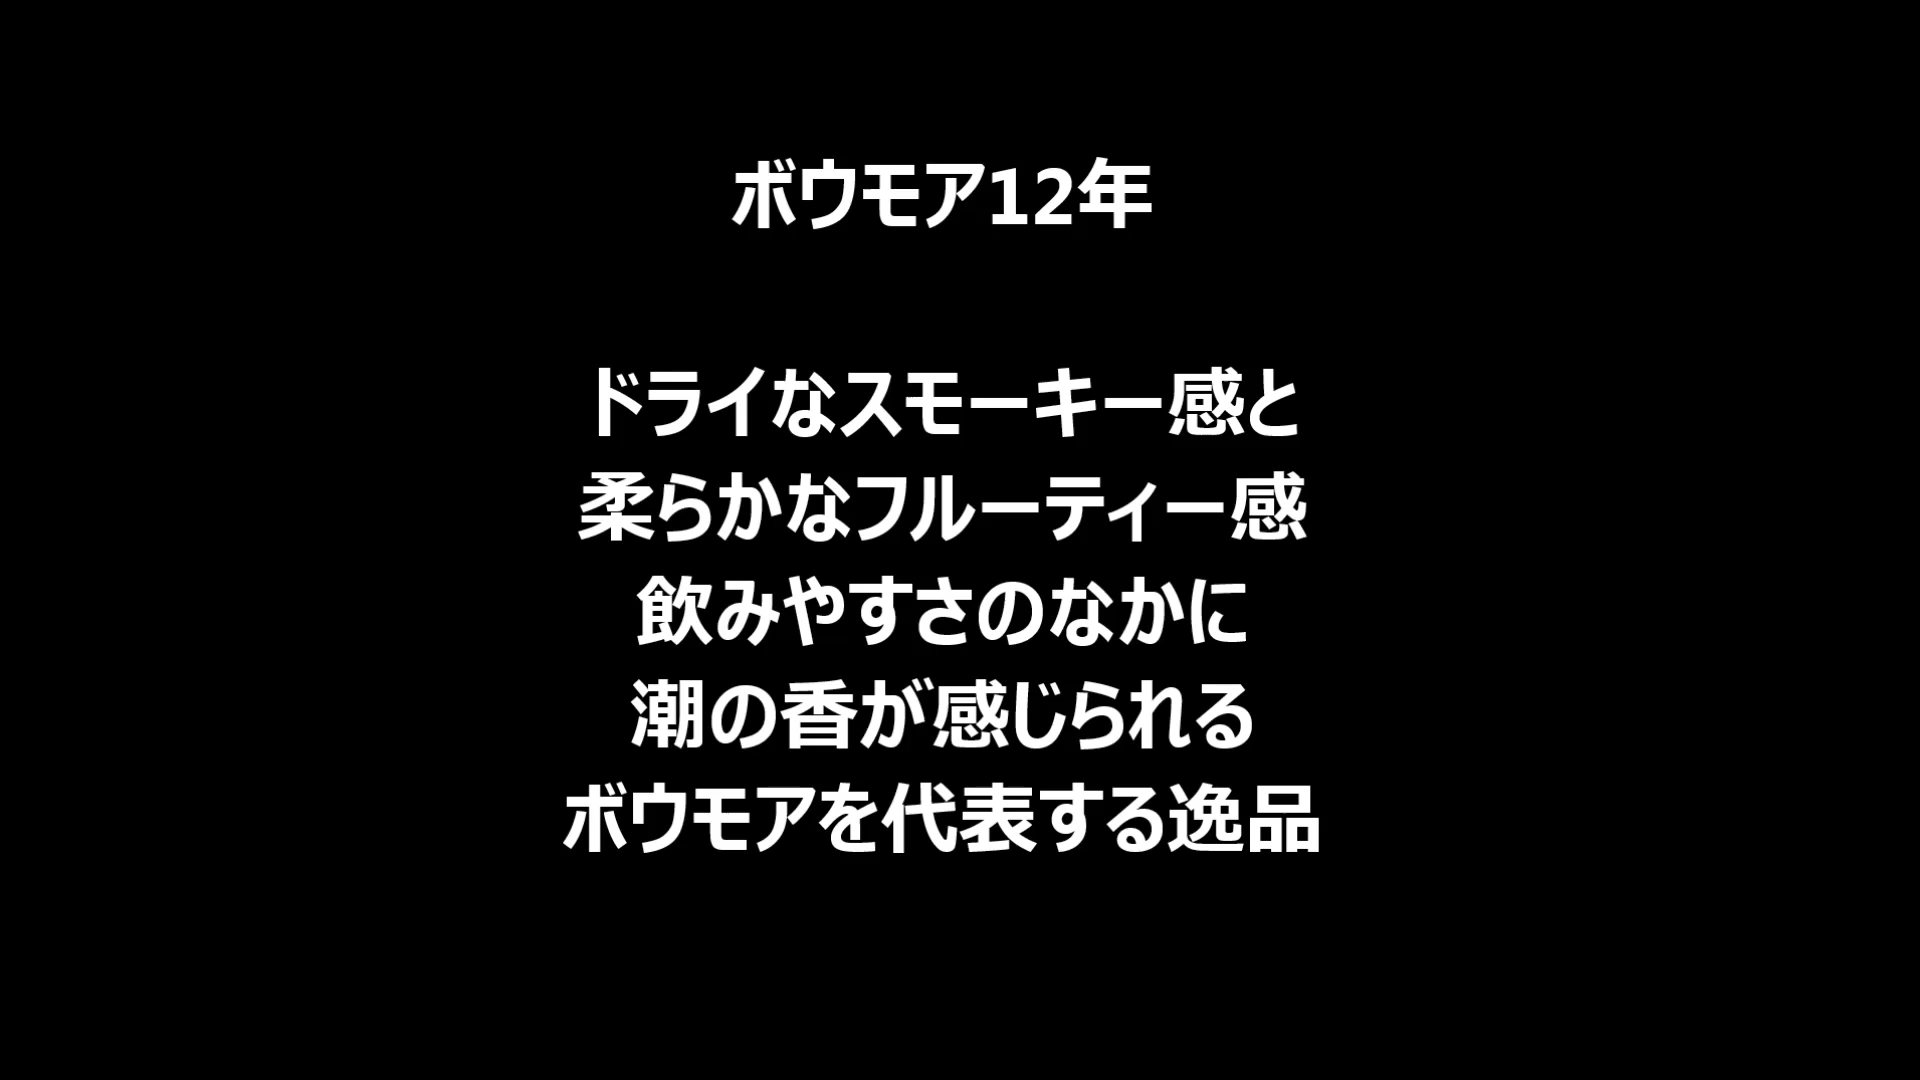 ボウモア12年
ドライなスモーキー感と
柔らかなフルーティー感
飲みやすさのなかに
潮の香が感じられる
ボウモアを代表する逸品